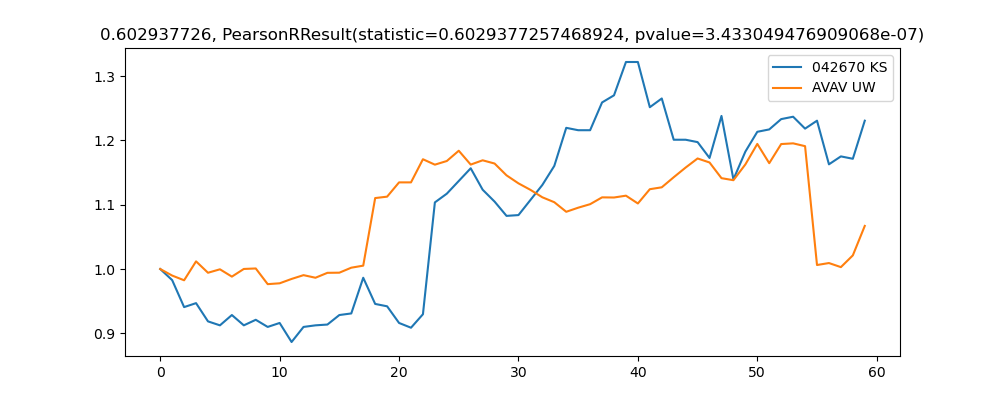 0.602937726, PearsonRResult(statistic=0.6029377257468924, pvalue=3.433049476909068e-07)
042670 KS
AVAV UW
1.3
1.2
1.1
1.0
0.9
0 10 20 30 40 50 60